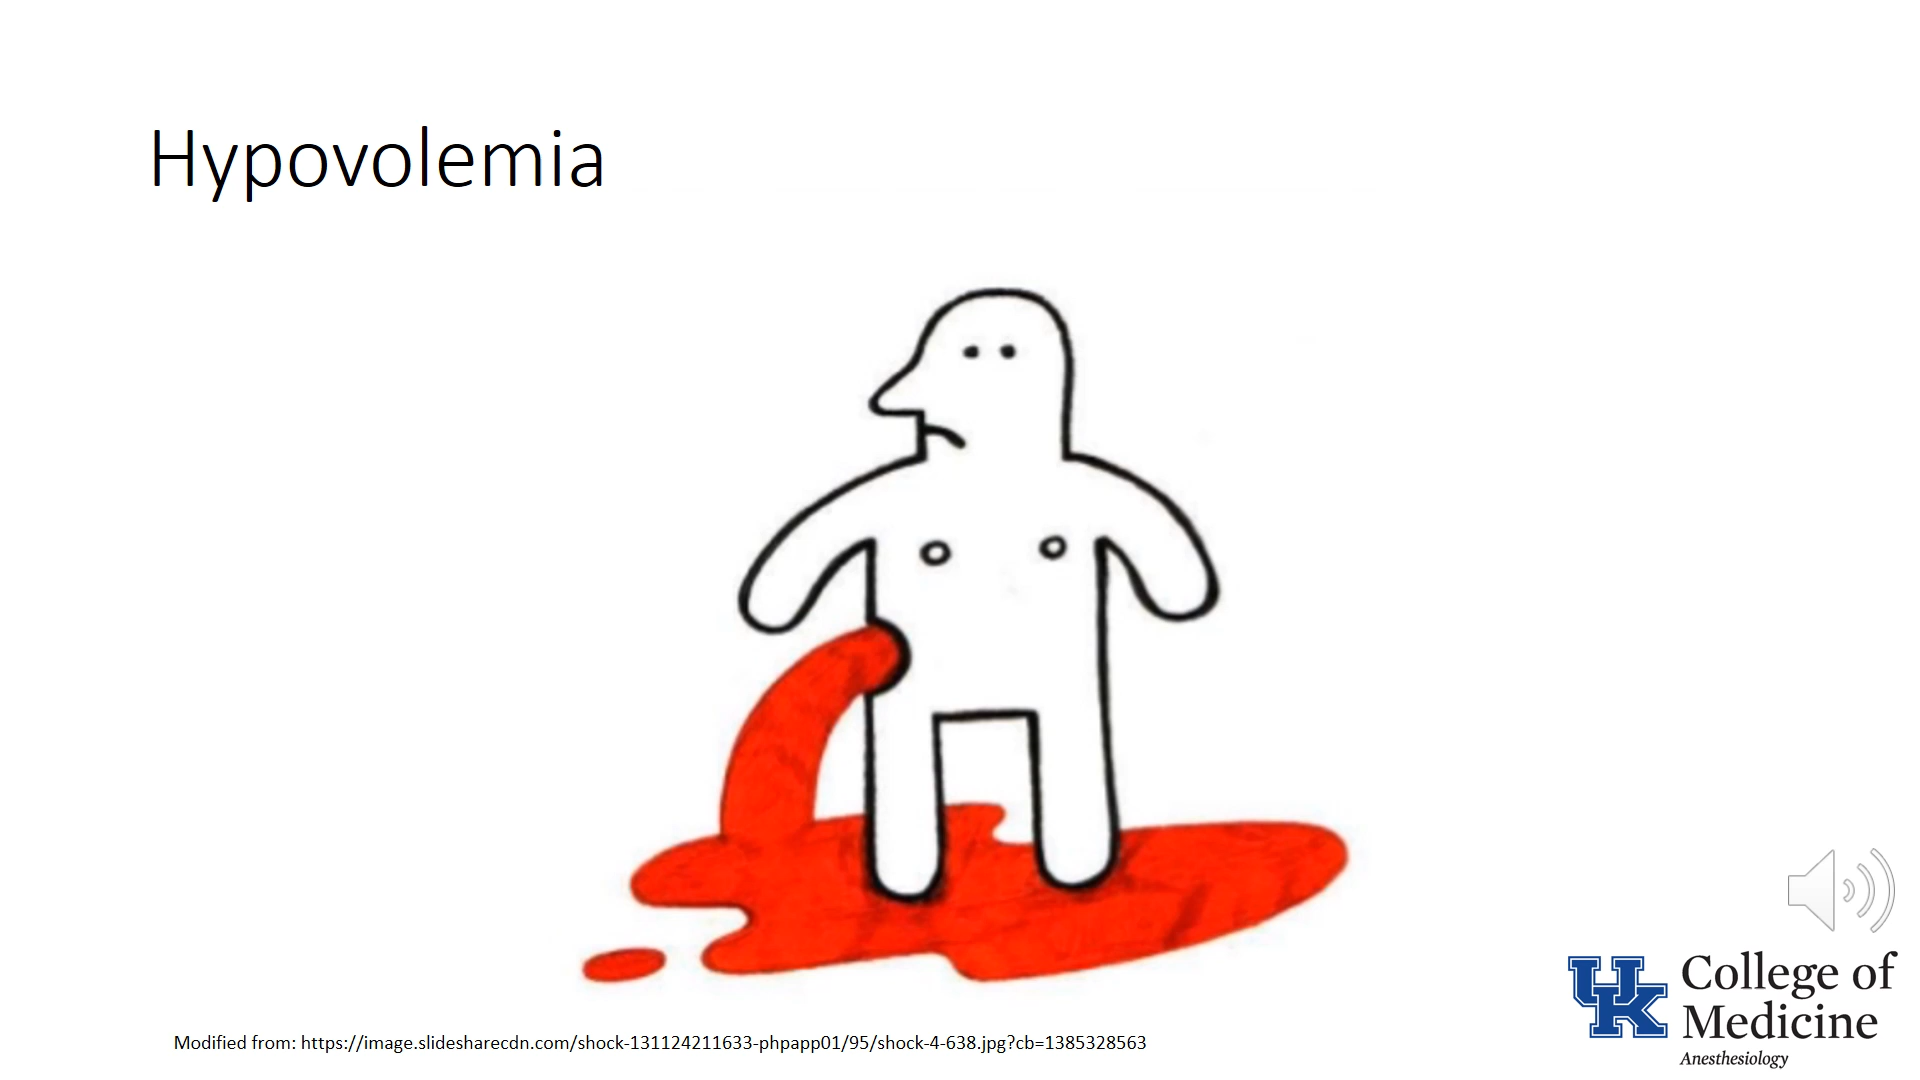 Hypovolemia
Modified from: https://image.slidesharecdn.com/shock-131124211633-phpapp01/95/shock-4-638.jpg?cb=1385328563
UK
College of
Medicine
Anesthesiology